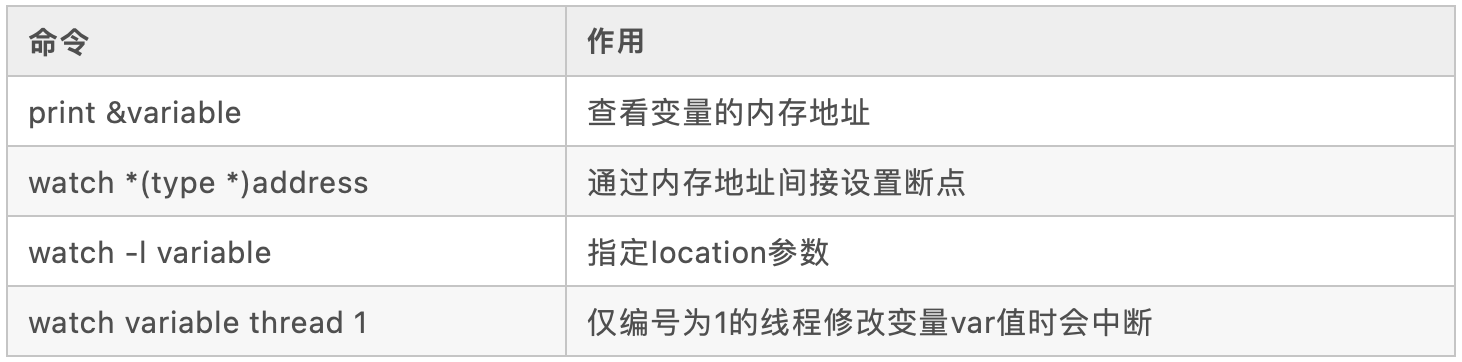 命令 作用
print &variable 查看变量的内存地址
watch *(type *)address 通过内存地址间接设置断点
watch -l variable 指定location参数
watch variable thread 1 仅编号为1的线程修改变量var值时会中断